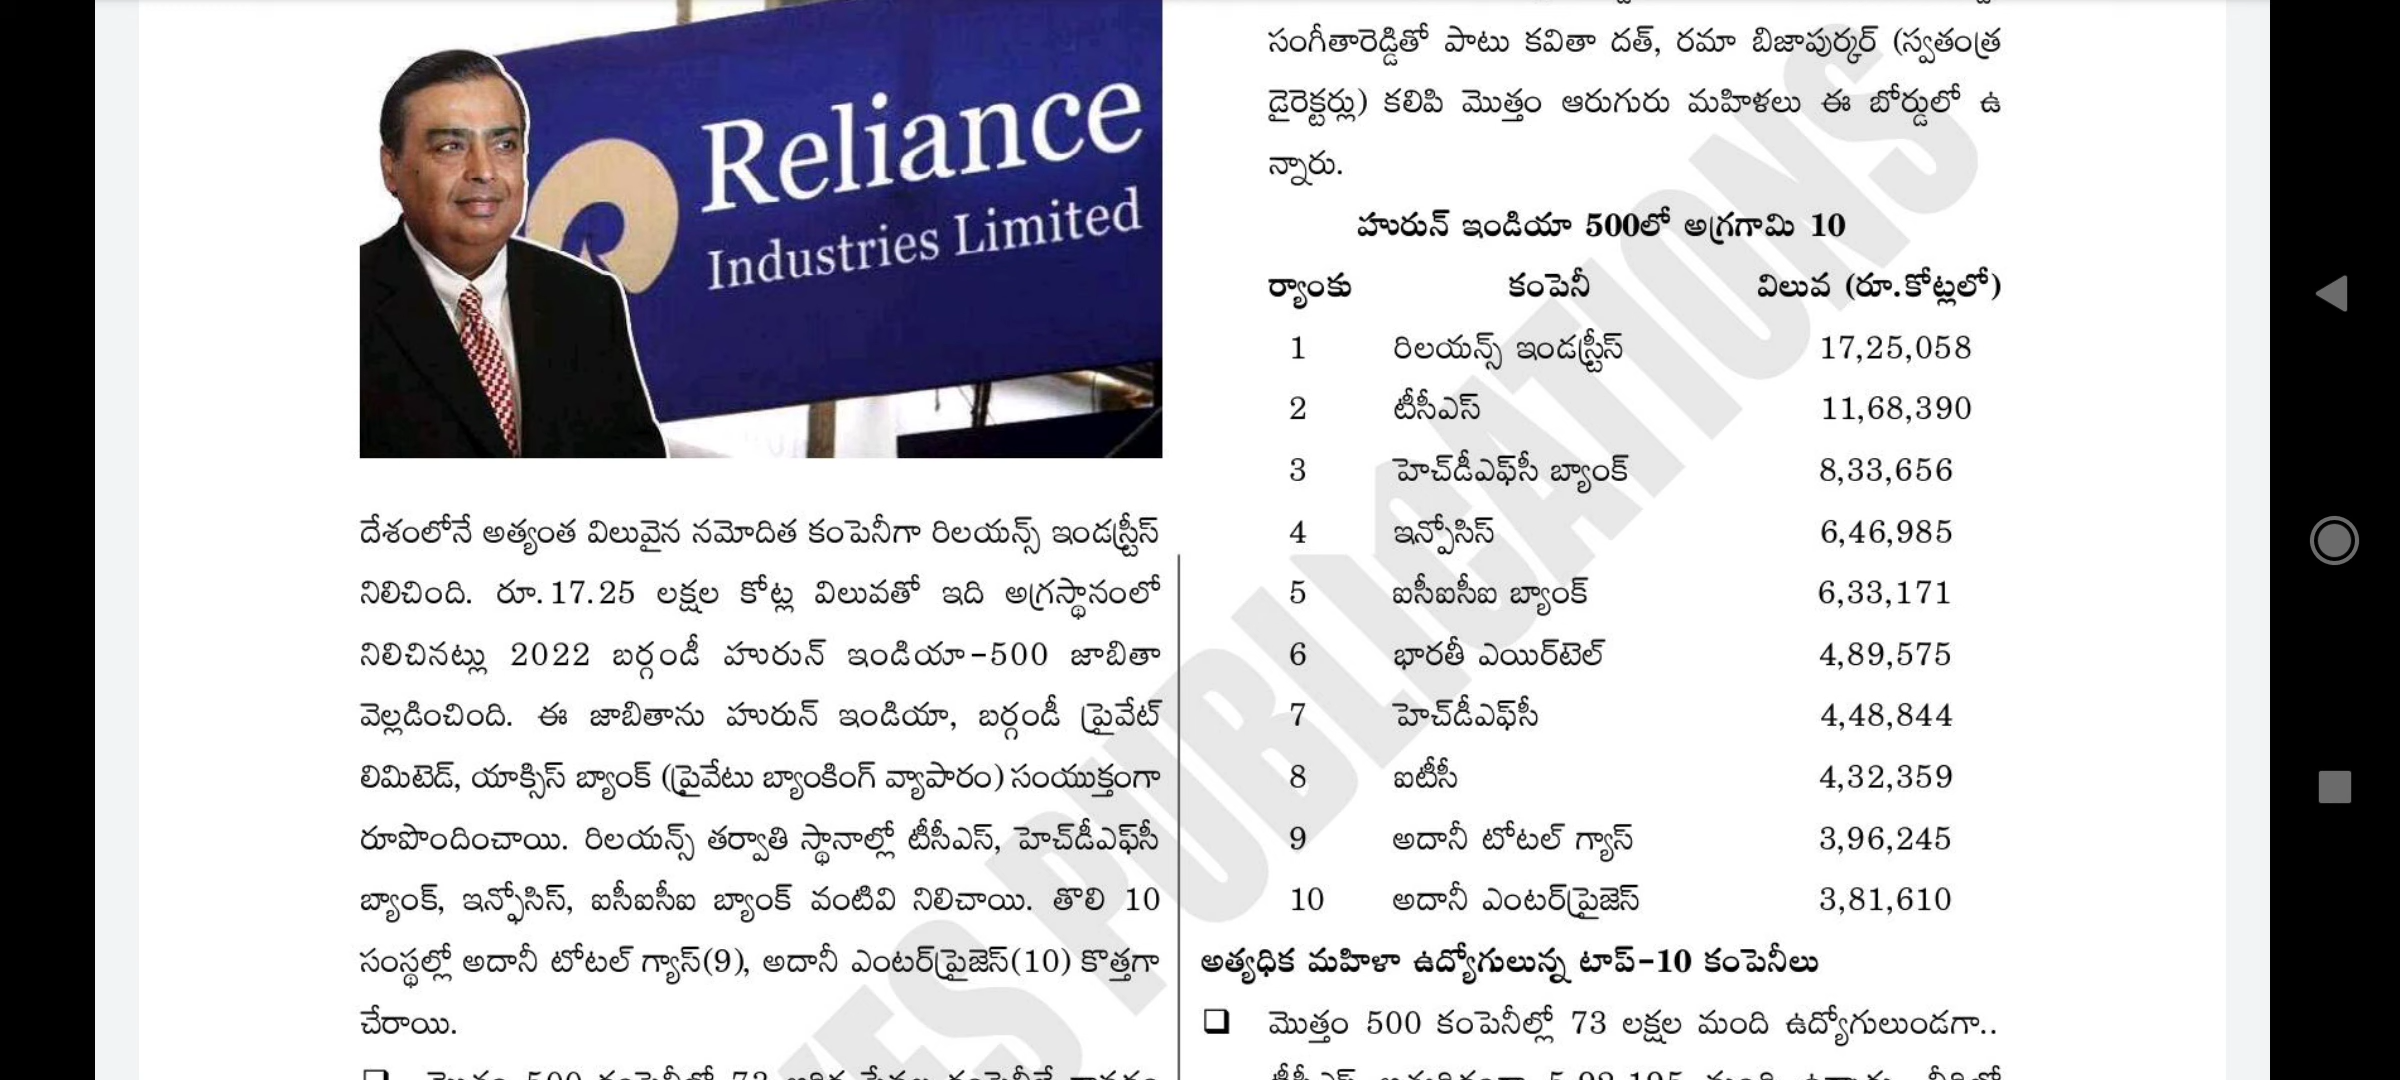 Reliance
Industries Limited
దేశంలోనే అత్యంత విలువైన నమోదిత కంపెనీగా రిలయన్స్ ఇండస్ట్రీస్
నిలిచింది. రూ.17.25 లక్షల కోట్ల విలువతో ఇది అగ్రస్థానంలో
నిలిచినట్లు 2022 బర్గండీ హురున్ ఇండియా-500 జాబితా
వెల్లడించింది. ఈ జాబితాను హురున్ ఇండియా, బర్గండీ ప్రైవేట్
లిమిటెడ్, యాక్సిస్ బ్యాంక్ (ప్రైవేటు బ్యాంకింగ్ వ్యాపారం) సంయుక్తంగా
రూపొందించాయి. రిలయన్స్ తర్వాతి స్థానాల్లో టీసీఎస్, హెచ్‌డీఎఫ్‌సీ
బ్యాంక్, ఇన్ఫోసిస్, ఐసీఐసీఐ బ్యాంక్ వంటివి నిలిచాయి. తొలి 10
సంస్థల్లో అదానీ టోటల్ గ్యాస్(9), అదానీ ఎంటర్‌ప్రైజెస్(10) కొత్తగా
చేరాయి.
సంగీతారెడ్డితో పాటు కవితా దత్, రమా బిజాపుర్కర్ (స్వతంత్ర
డైరెక్టర్లు) కలిపి మొత్తం ఆరుగురు మహిళలు ఈ బోర్డులో ఉ
న్నారు.
హురున్ ఇండియా 500లో అగ్రగామి 10
ర్యాంకు కంపెనీ విలువ (రూ.కోట్లలో)
1 రిలయన్స్ ఇండస్ట్రీస్ 17,25,058
2 టీసీఎస్ 11,68,390
3 హెచ్‌డీఎఫ్‌సీ బ్యాంక్ 8,33,656
4 ఇన్ఫోసిస్ 6,46,985
5 ఐసీఐసీఐ బ్యాంక్ 6,33,171
6 భారతీ ఎయిర్‌టెల్ 4,89,575
7 హెచ్‌డీఎఫ్‌సీ 4,48,844
8 ఐటీసీ 4,32,359
9 అదానీ టోటల్ గ్యాస్ 3,96,245
10 అదానీ ఎంటర్‌ప్రైజెస్ 3,81,610
అత్యధిక మహిళా ఉద్యోగులున్న టాప్-10 కంపెనీలు
❑ మొత్తం 500 కంపెనీల్లో 73 లక్షల మంది ఉద్యోగులుండగా..
PUBLICATIONS